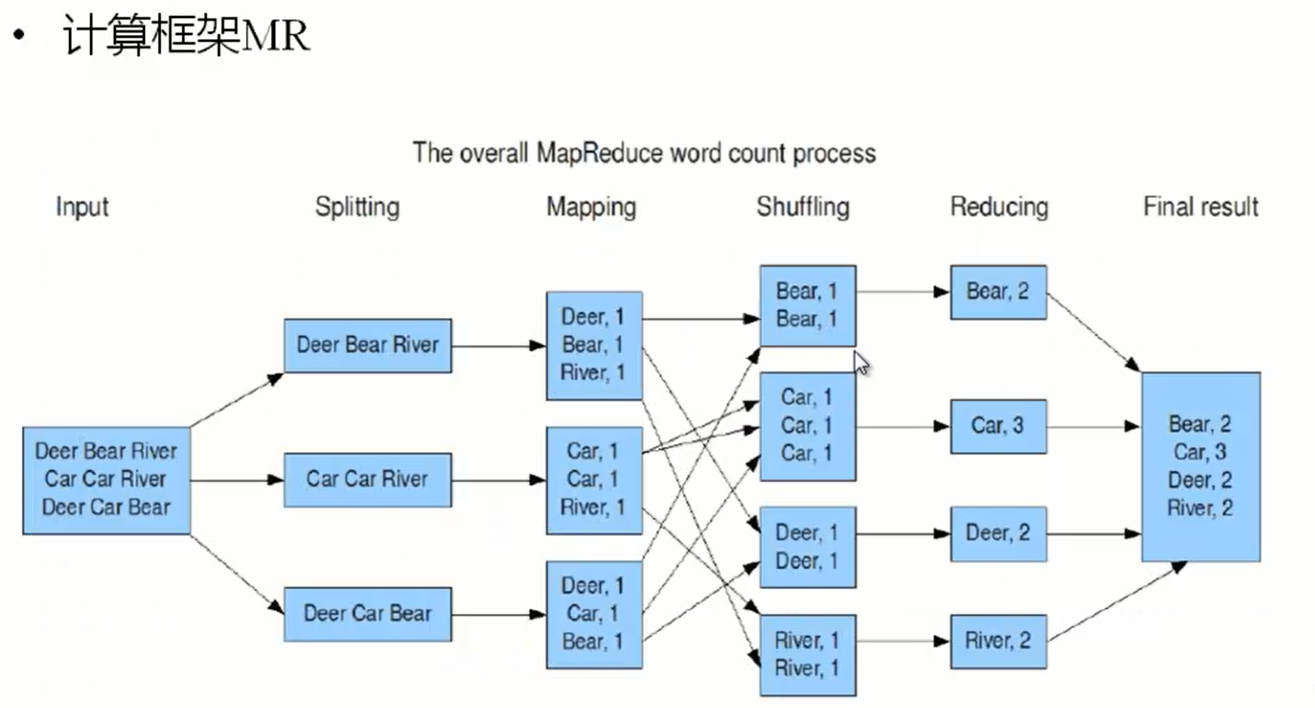 • 计算框架MR
The overall MapReduce word count process
Input
Splitting
Mapping
Shuffling
Reducing
Final result
Deer Bear River
Car Car River
Deer Car Bear
Deer Bear River
Car Car River
Deer Car Bear
Deer, 1
Bear, 1
River, 1
Car, 1
Car, 1
River, 1
Deer, 1
Car, 1
Bear, 1
Bear, 1
Bear, 1
Car, 1
Car, 1
Car, 1
Deer, 1
Deer, 1
River, 1
River, 1
Bear, 2
Car, 3
Deer, 2
River, 2
Bear, 2
Car, 3
Deer, 2
River, 2